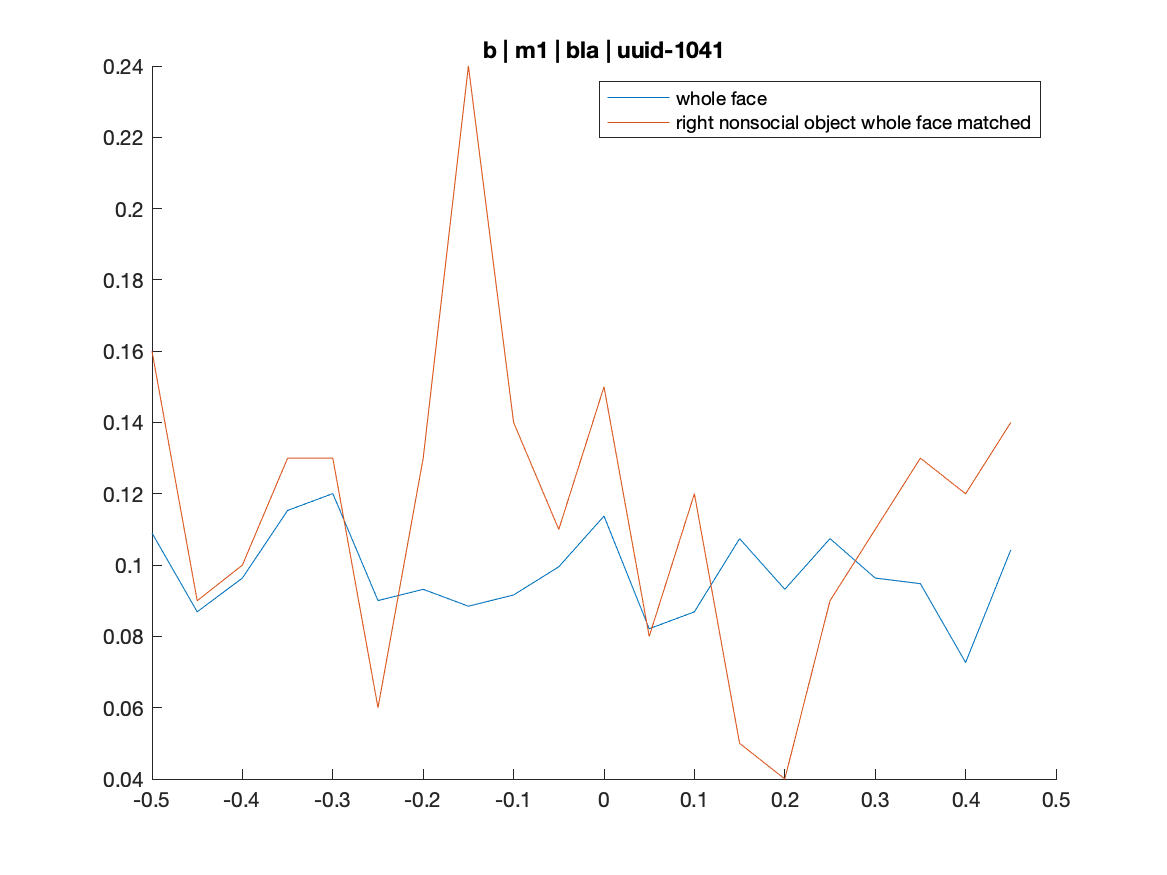 b | m1 | bla | uuid-1041
whole face
right nonsocial object whole face matched
0.24
0.22
0.2
0.18
0.16
0.14
0.12
0.1
0.08
0.06
0.04
-0.5 -0.4 -0.3 -0.2 -0.1 0 0.1 0.2 0.3 0.4 0.5